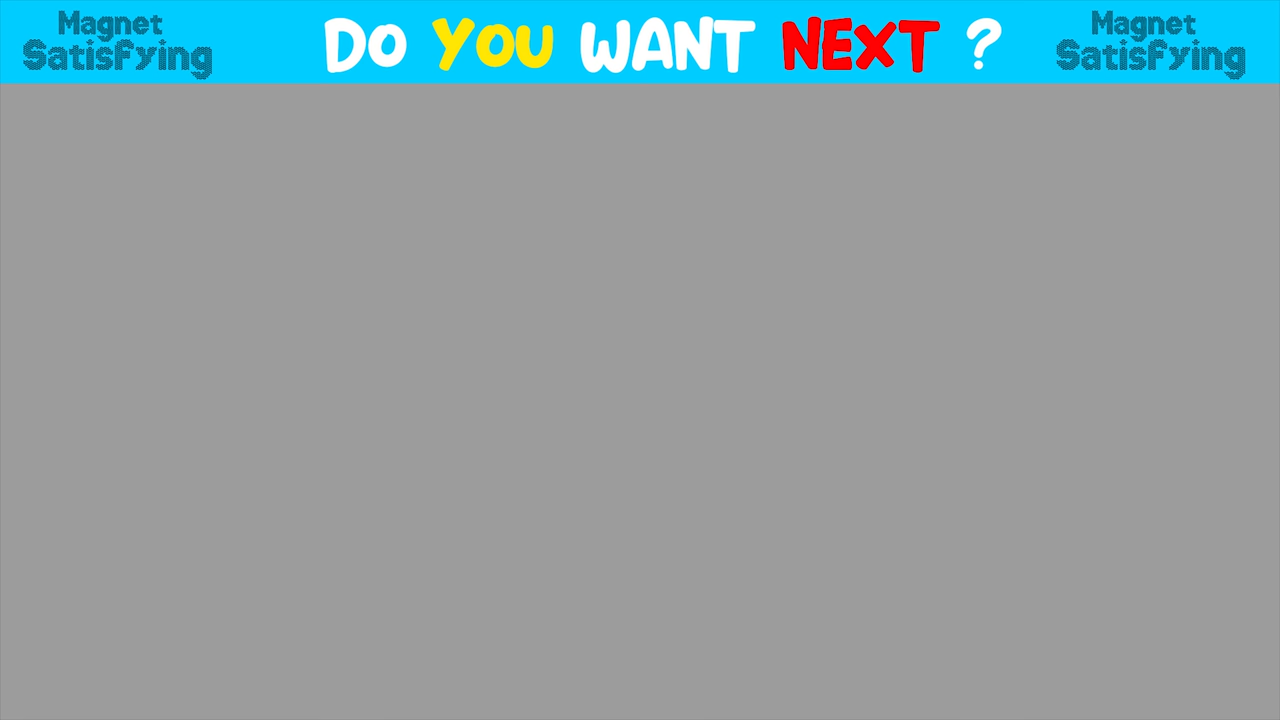 Magnet
Satisfying
DO YOU WANT NEXT ?
Magnet
Satisfying